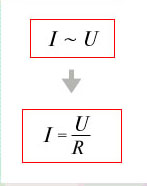 I ~ U
I = U/R